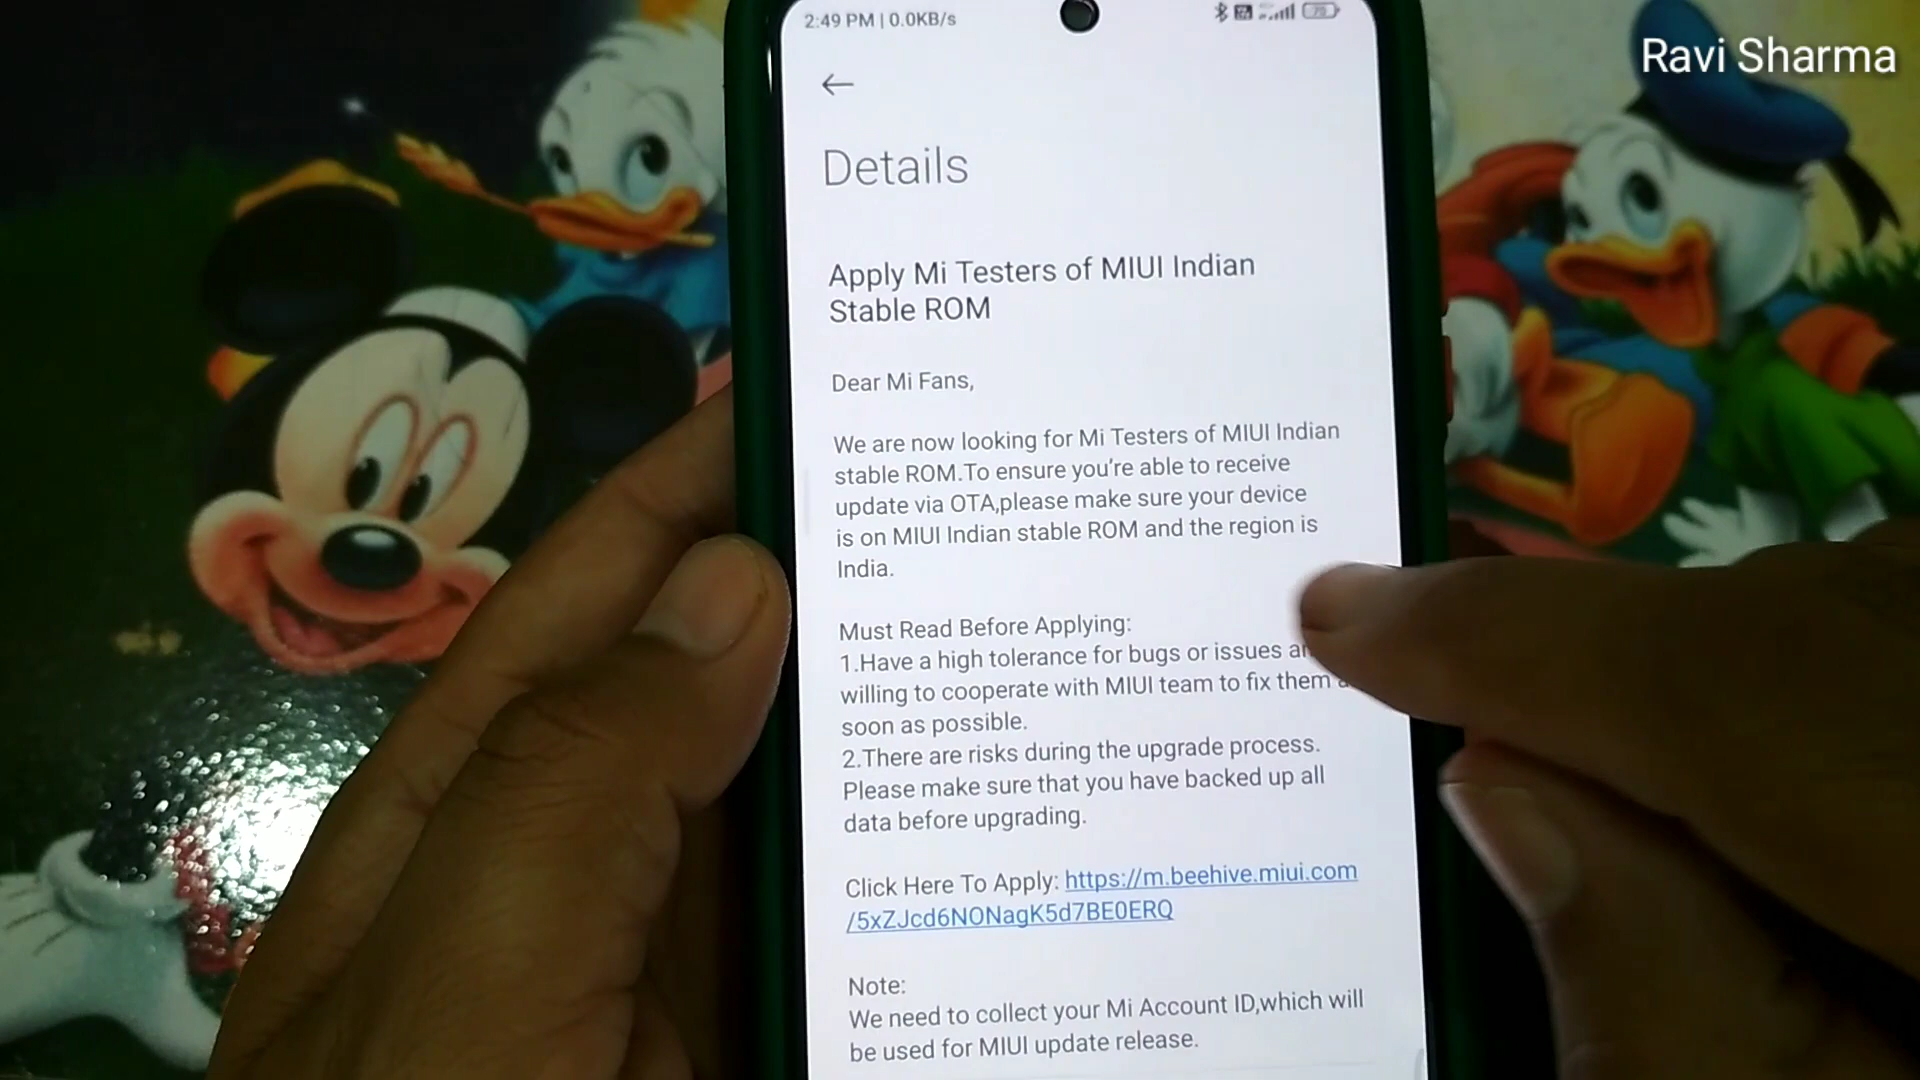 2:49 PM | 0.0KB/s
Ravi Sharma
Details
Apply Mi Testers of MIUI Indian
Stable ROM
Dear Mi Fans,
We are now looking for Mi Testers of MIUI Indian
stable ROM.To ensure you're able to receive
update via OTA,please make sure your device
is on MIUI Indian stable ROM and the region is
India.
Must Read Before Applying:
1.Have a high tolerance for bugs or issues
willing to cooperate with MIUI team to fix them
soon as possible.
2.There are risks during the upgrade process.
Please make sure that you have backed up all
data before upgrading.
Click Here To Apply: https://m.beehive.miui.com
/5xZJcd6NONagK5d7BE0ERQ
Note:
We need to collect your Mi Account ID,which will
be used for MIUI update release.